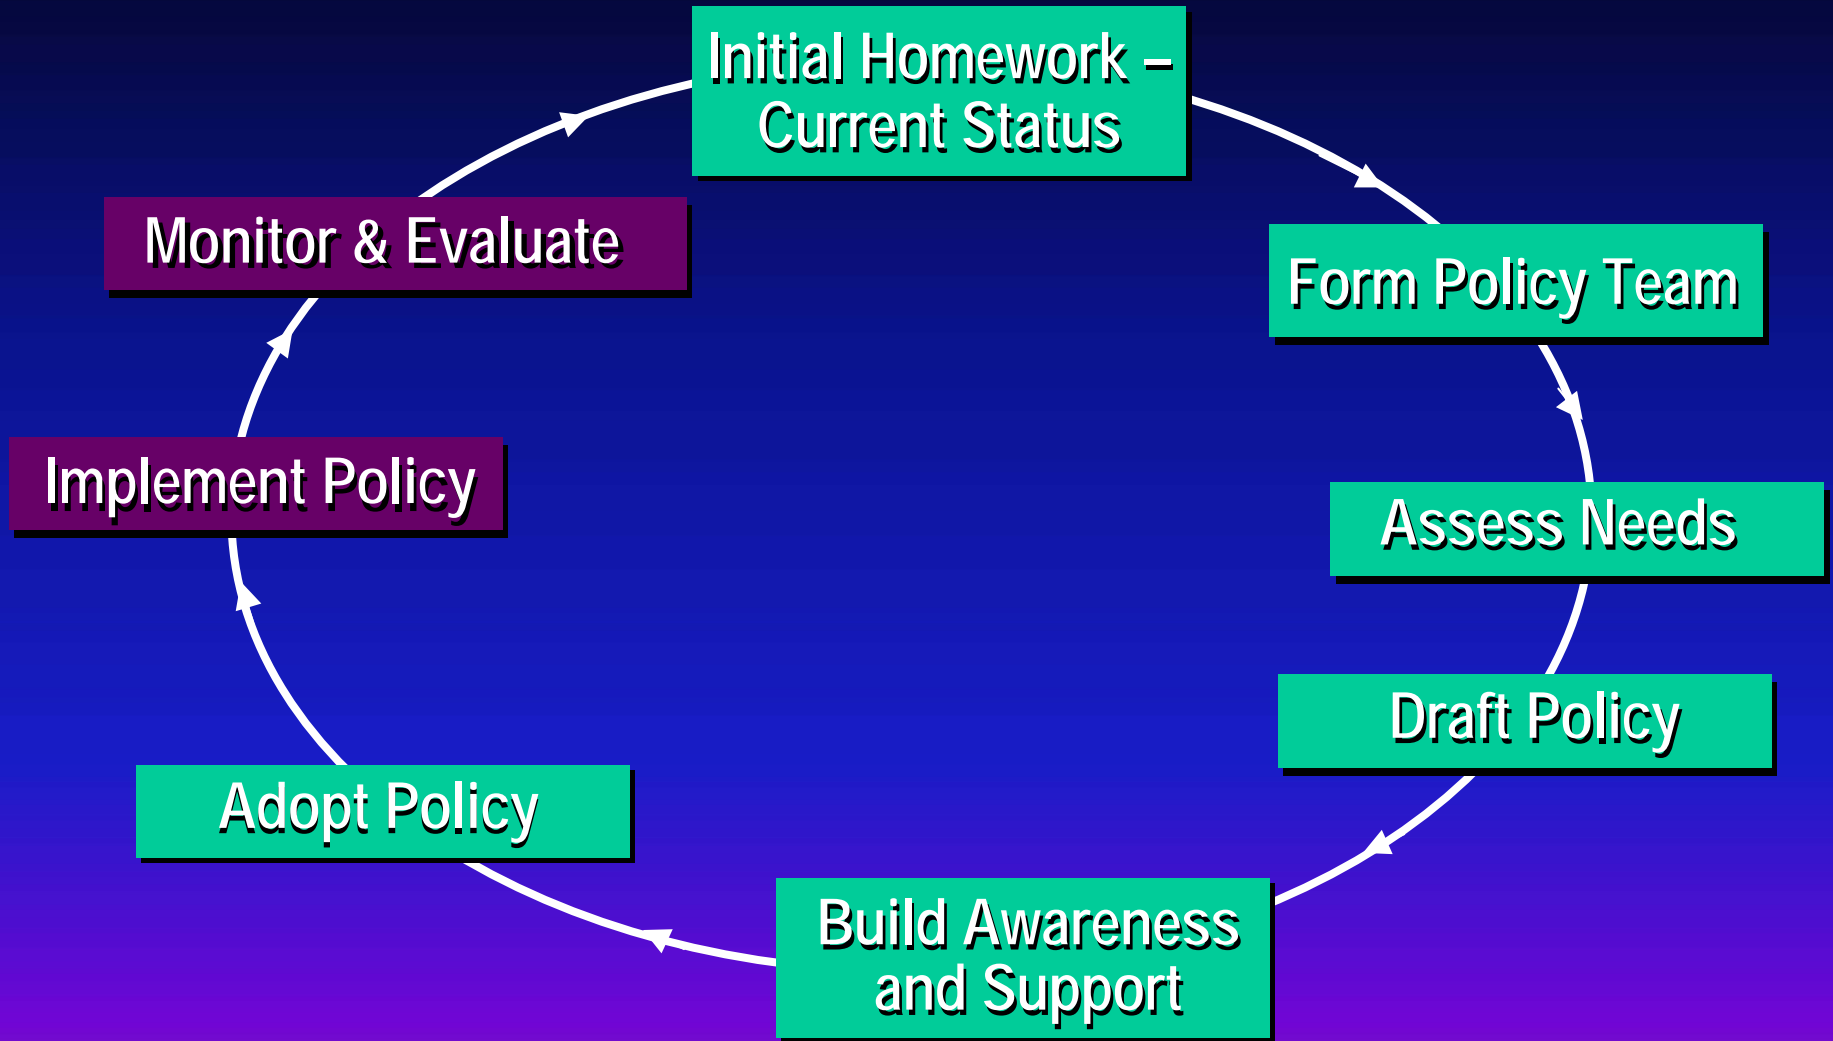 Initial Homework –
Current Status
Form Policy Team
Assess Needs
Draft Policy
Build Awareness
and Support
Adopt Policy
Implement Policy
Monitor & Evaluate